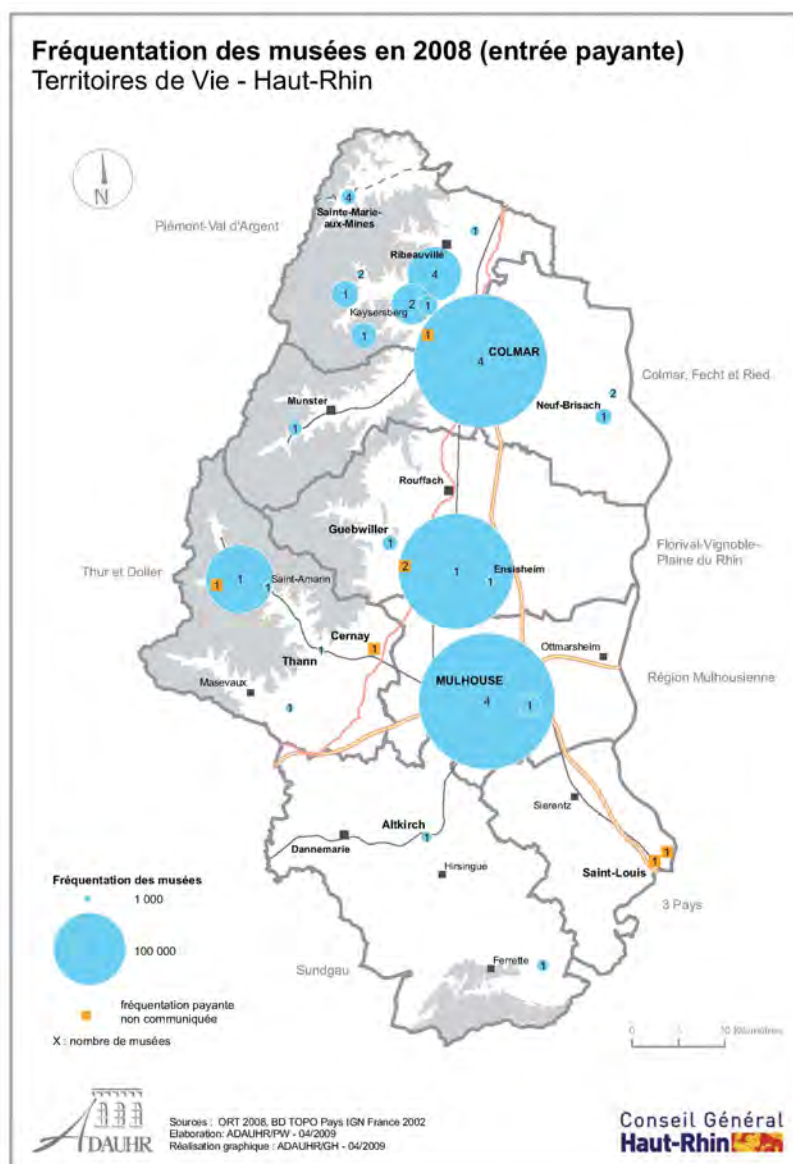 Fréquentation des musées en 2008 (entrée payante)
Territoires de Vie - Haut-Rhin
N
Piémont-Val d'Argent
4
Sainte-Marie-
aux-Mines
1
Ribeauvillé
2
4
1
2
1
Kaysersberg
1
1
COLMAR
4
Colmar, Fecht et Ried
2
Neuf-Brisach
1
Munster
1
Rouffach
Guebwiller
1
2
1
Ensisheim
1
Florival-Vignoble-
Plaine du Rhin
Thur et Doller
1
1
Saint-Amarin
1
Cernay
1
Thann
1
Ottmarsheim
MULHOUSE
4
1
Région Mulhousienne
Masevaux
1
Sierentz
Altkirch
1
Dannemarie
Hirsingue
1
1
Saint-Louis
3 Pays
Ferrette
1
Sundgau
Fréquentation des musées
1 000
100 000
fréquentation payante
non communiquée
X : nombre de musées
0 5 10 Kilomètres
ADAUHR
Sources : ORT 2008, BD TOPO Pays IGN France 2002
Elaboration: ADAUHR/PW - 04/2009
Réalisation graphique : ADAUHR/GH - 04/2009
Conseil Général
Haut-Rhin